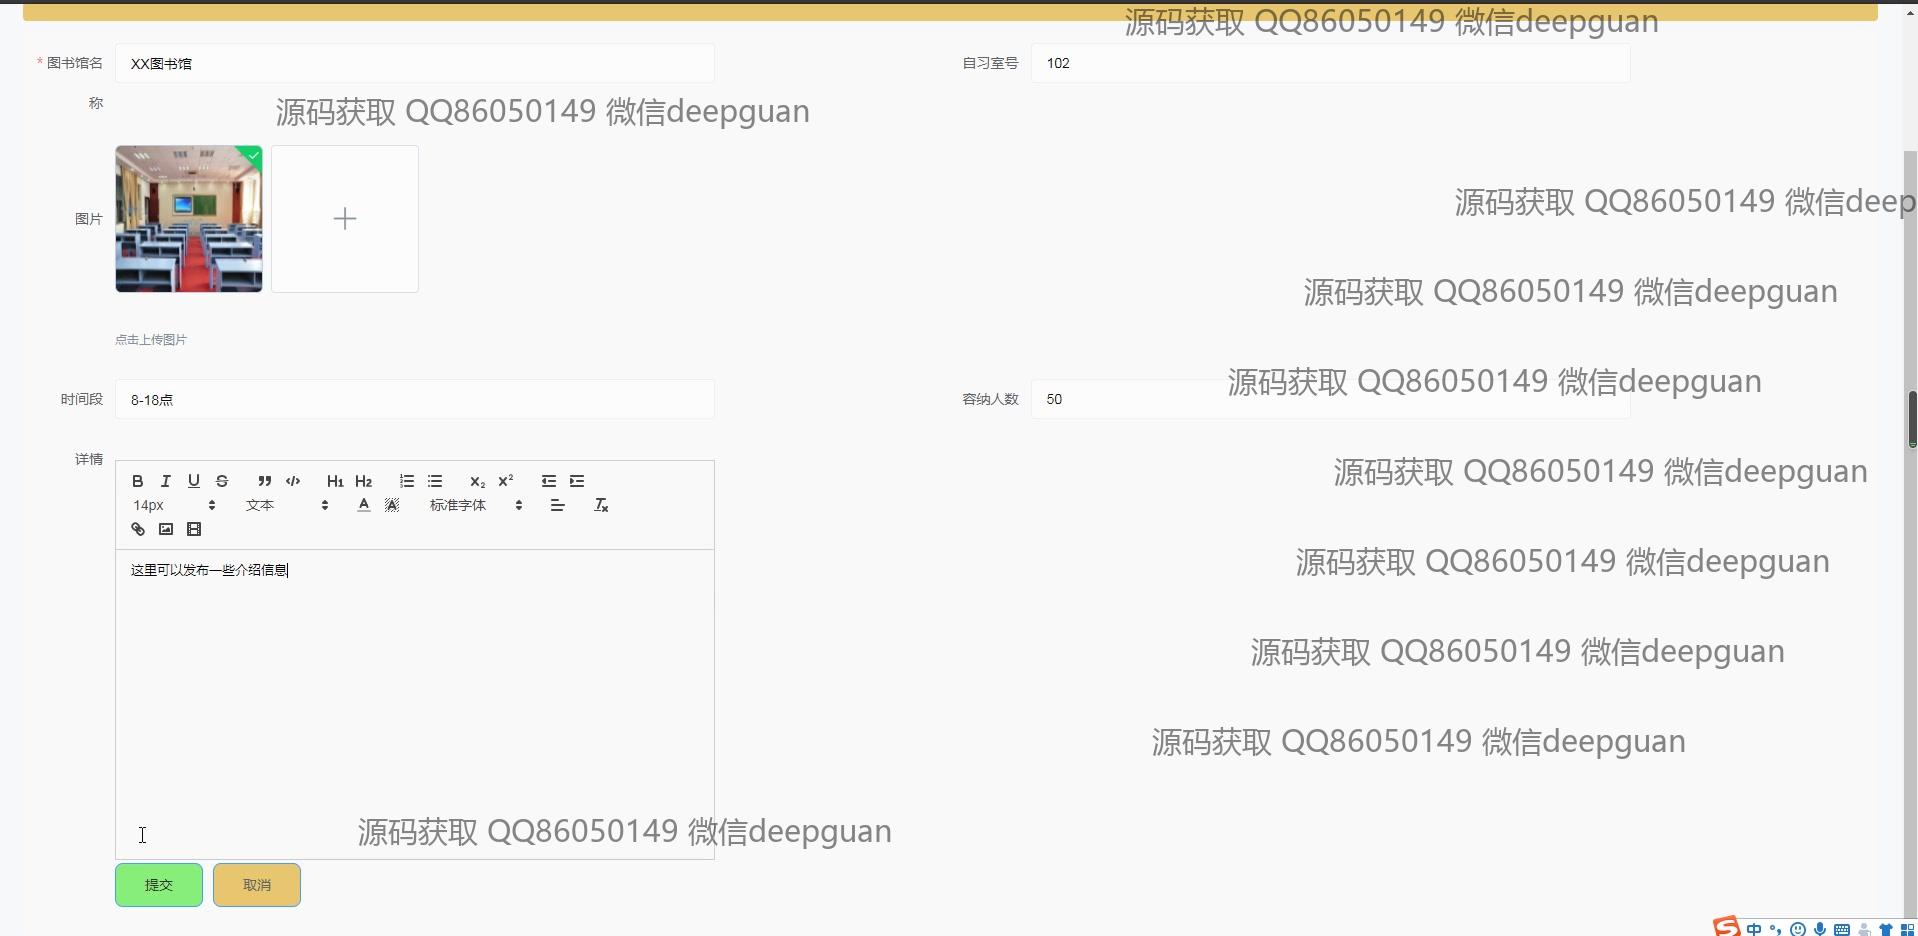 源码获取 QQ86050149 微信deepguan
* 图书馆名
称
XX图书馆
自习室号
102
源码获取 QQ86050149 微信deepguan
图片
源码获取 QQ86050149 微信deep
源码获取 QQ86050149 微信deepguan
点击上传图片
源码获取 QQ86050149 微信deepguan
时间段
8-18点
容纳人数
50
详情
源码获取 QQ86050149 微信deepguan
B I U S H1 H2 X2 X2
14px 文本 A A 标准字体 Tx
源码获取 QQ86050149 微信deepguan
这里可以发布一些介绍信息
源码获取 QQ86050149 微信deepguan
源码获取 QQ86050149 微信deepguan
源码获取 QQ86050149 微信deepguan
提交
取消
S 中